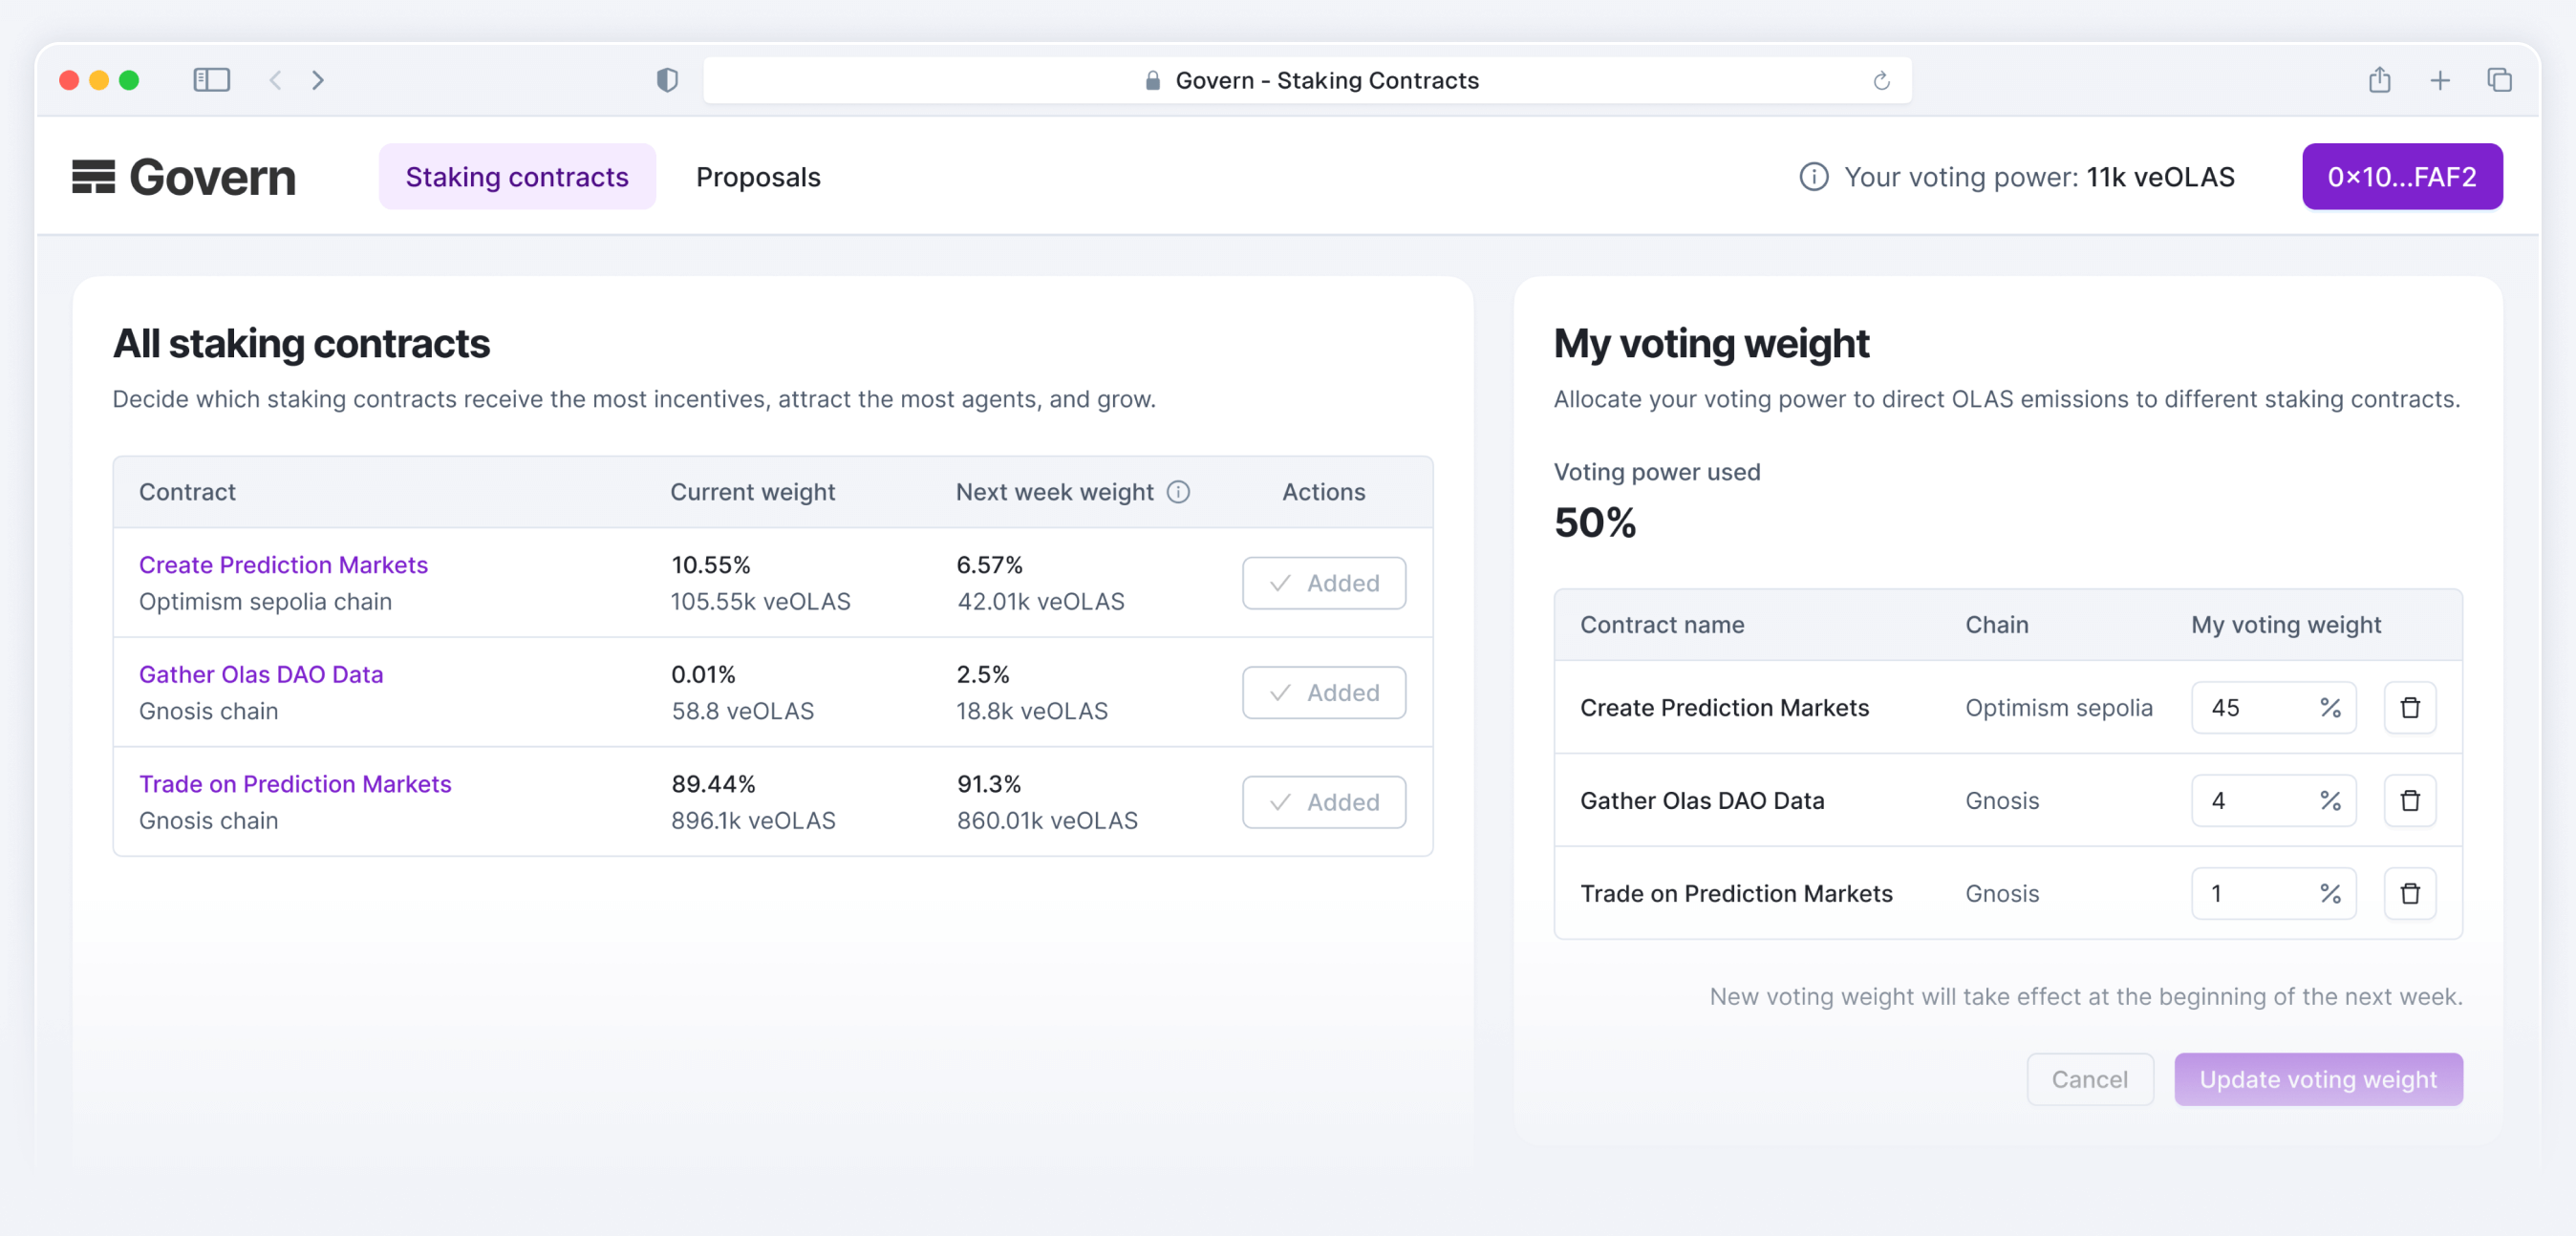 Govern - Staking Contracts
Govern
Staking contracts
Proposals
Your voting power: 11k veOLAS
0×10...FAF2
All staking contracts
Decide which staking contracts receive the most incentives, attract the most agents, and grow.
Contract Current weight Next week weight Actions
Create Prediction Markets 10.55% 6.57% Added
Optimism sepolia chain 105.55k veOLAS 42.01k veOLAS
Gather Olas DAO Data 0.01% 2.5% Added
Gnosis chain 58.8 veOLAS 18.8k veOLAS
Trade on Prediction Markets 89.44% 91.3% Added
Gnosis chain 896.1k veOLAS 860.01k veOLAS
My voting weight
Allocate your voting power to direct OLAS emissions to different staking contracts.
Voting power used
50%
Contract name Chain My voting weight
Create Prediction Markets Optimism sepolia 45 %
Gather Olas DAO Data Gnosis 4 %
Trade on Prediction Markets Gnosis 1 %
New voting weight will take effect at the beginning of the next week.
Cancel Update voting weight